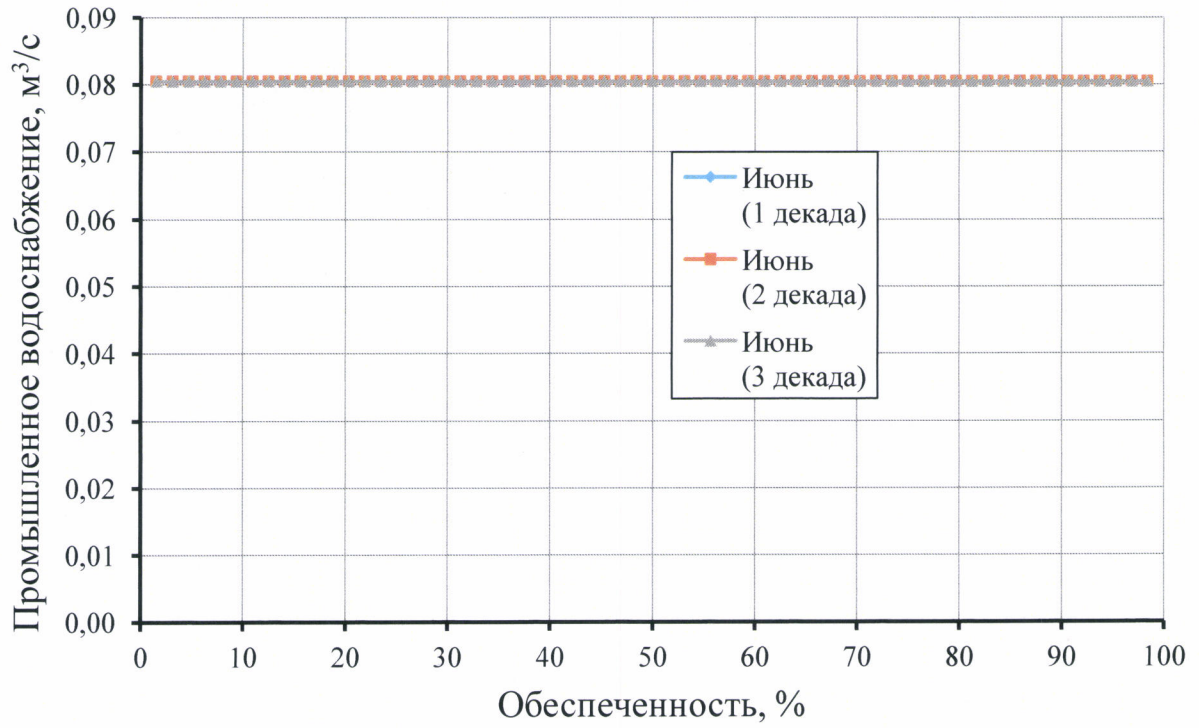 Промышленное водоснабжение, м³/с
0,09
0,08
0,07
0,06
0,05
0,04
0,03
0,02
0,01
0,00
Июнь
(1 декада)
Июнь
(2 декада)
Июнь
(3 декада)
0 10 20 30 40 50 60 70 80 90 100
Обеспеченность, %